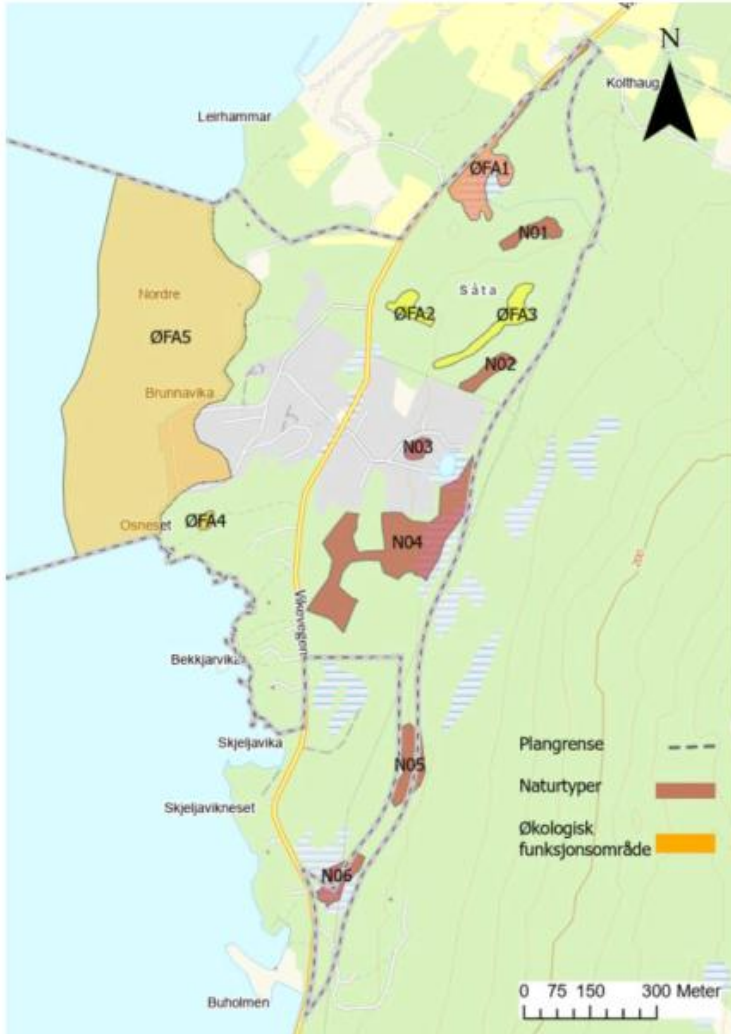 N
Kolthaug
Leirhammar
ØFA1
N01
Såta
Nordre
ØFA2
ØFA3
ØFA5
N02
Brunnavika
N03
Osneset
ØFA4
N04
200
Vikevegen
Bekkjarvika
Skjeljavika
Plangrense
N05
Naturtyper
Skjeljavikneset
Økologisk
funksjonsområde
N06
0 75 150 300 Meter
Buholmen